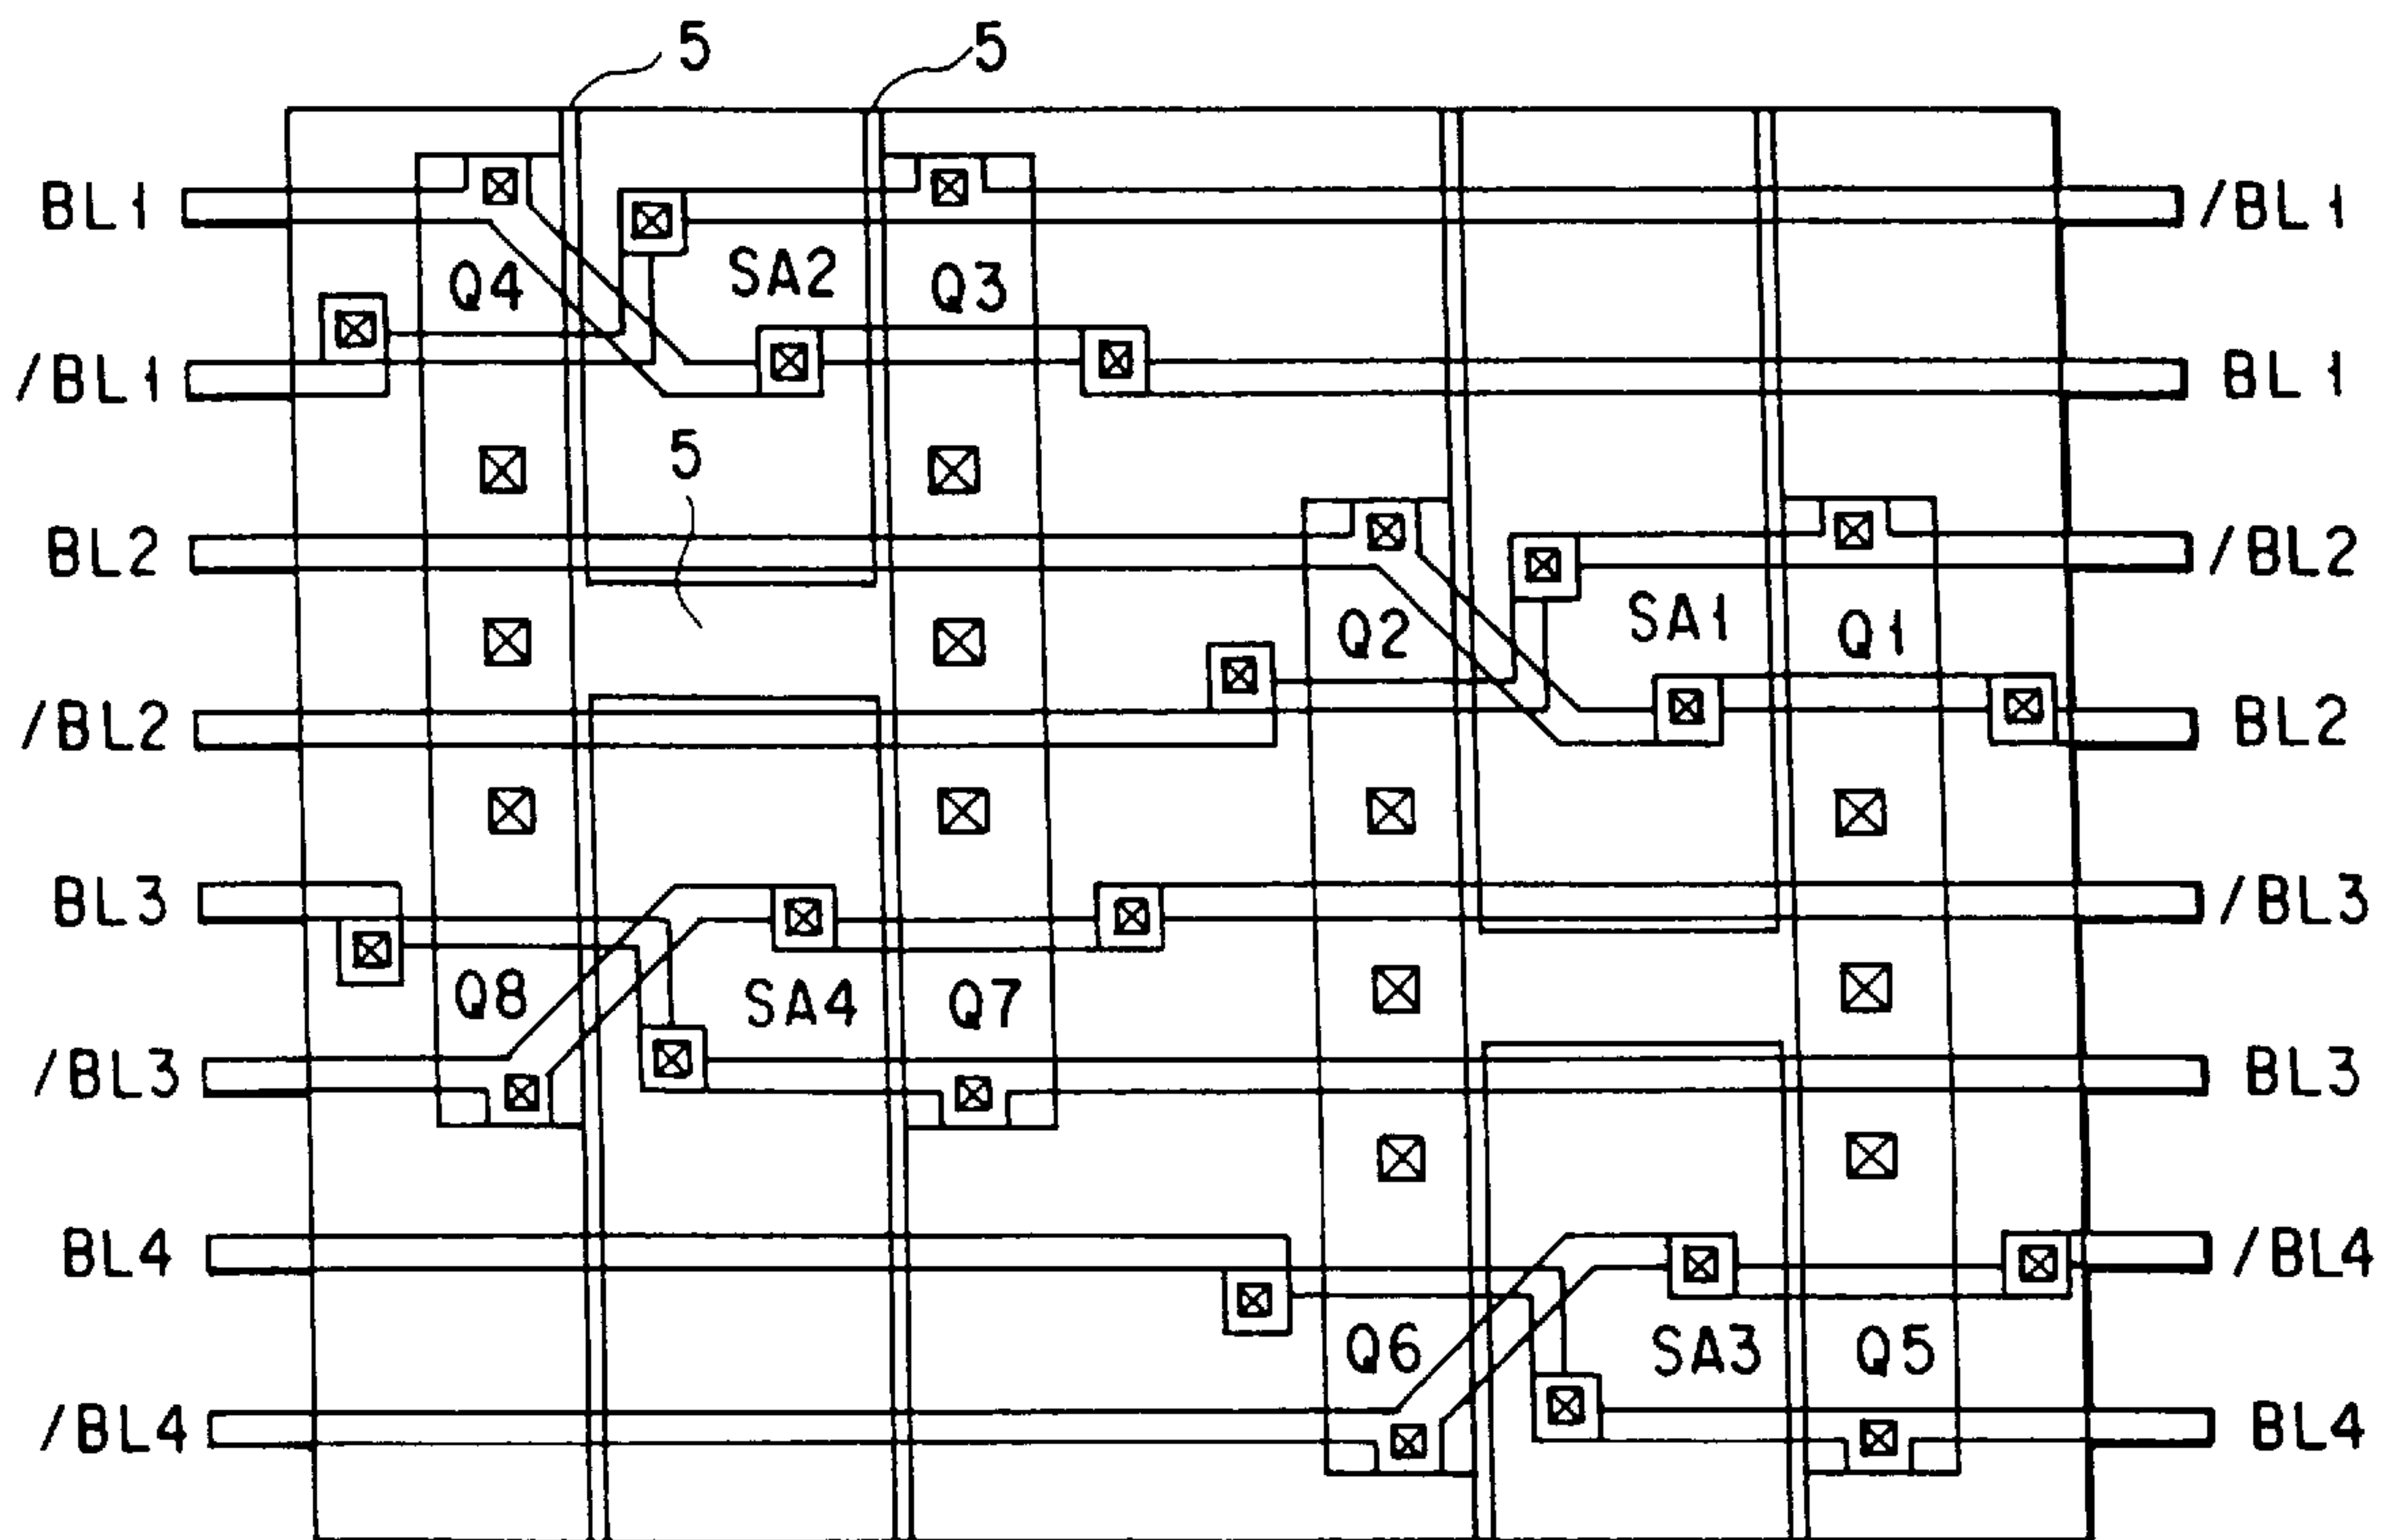 5 5
BL1 /BL1
Q4 SA2 Q3
/BL1 BL1
5
BL2 /BL2
Q2 SA1 Q1
/BL2 BL2
BL3 /BL3
Q8 SA4 Q7
/BL3 BL3
BL4 /BL4
Q6 SA3 Q5
/BL4 BL4